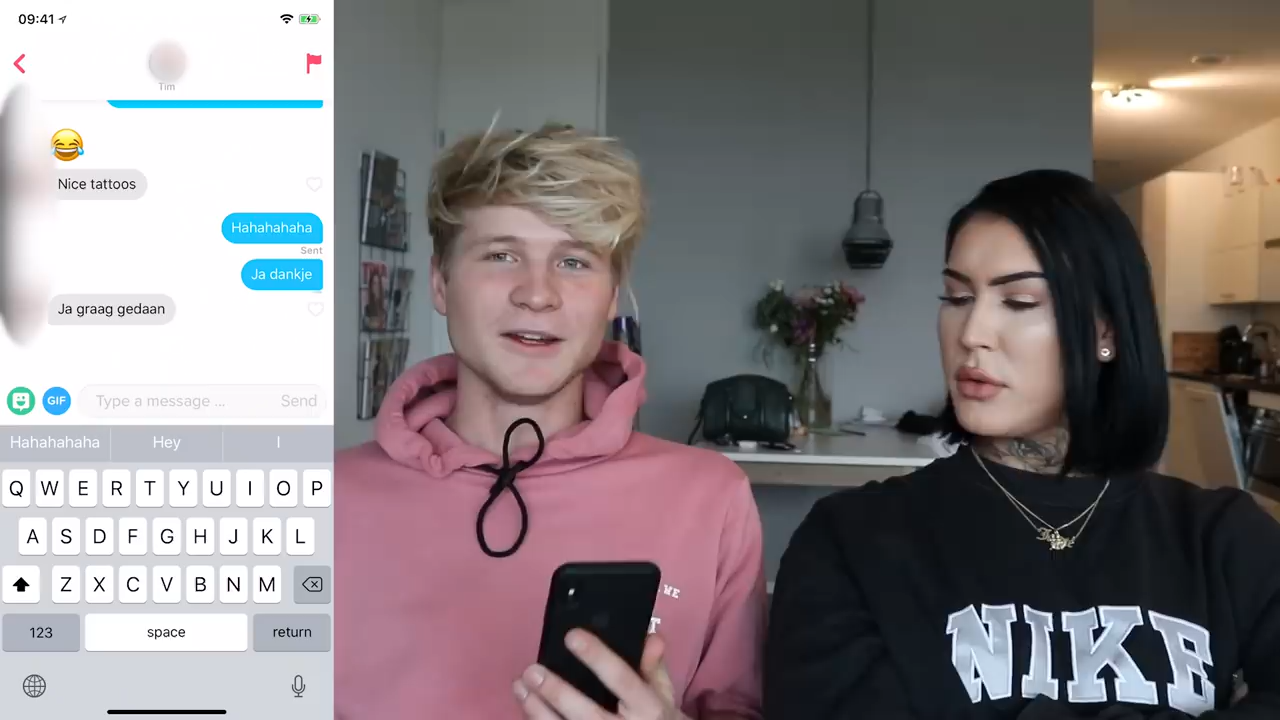 09:41
Tim
Nice tattoos
Hahahahaha
Sent
Ja dankje
Ja graag gedaan
GIF
Type a message ...
Send
Hahahahaha
Hey
I
Q W E R T Y U I O P
A S D F G H J K L
Z X C V B N M
123
space
return
NIKE